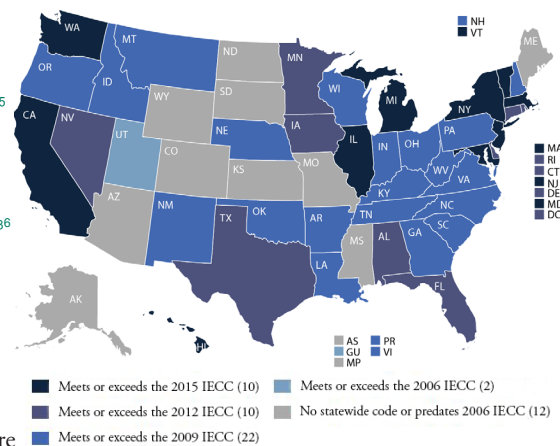 NH
VT
WA
MT
ND
MN
ME
OR
ID
SD
WI
MI
NY
WY
5
CA
NV
UT
NE
IA
IL
IN
OH
PA
MA
RI
CT
NJ
DE
MD
DC
CO
KS
MO
KY
WV
VA
AZ
NM
OK
AR
TN
NC
SC
TX
MS
AL
GA
LA
FL
36
AK
HI
AS
PR
GU
VI
MP
Meets or exceeds the 2015 IECC (10)
Meets or exceeds the 2006 IECC (2)
Meets or exceeds the 2012 IECC (10)
No statewide code or predates 2006 IECC (12)
Meets or exceeds the 2009 IECC (22)
re